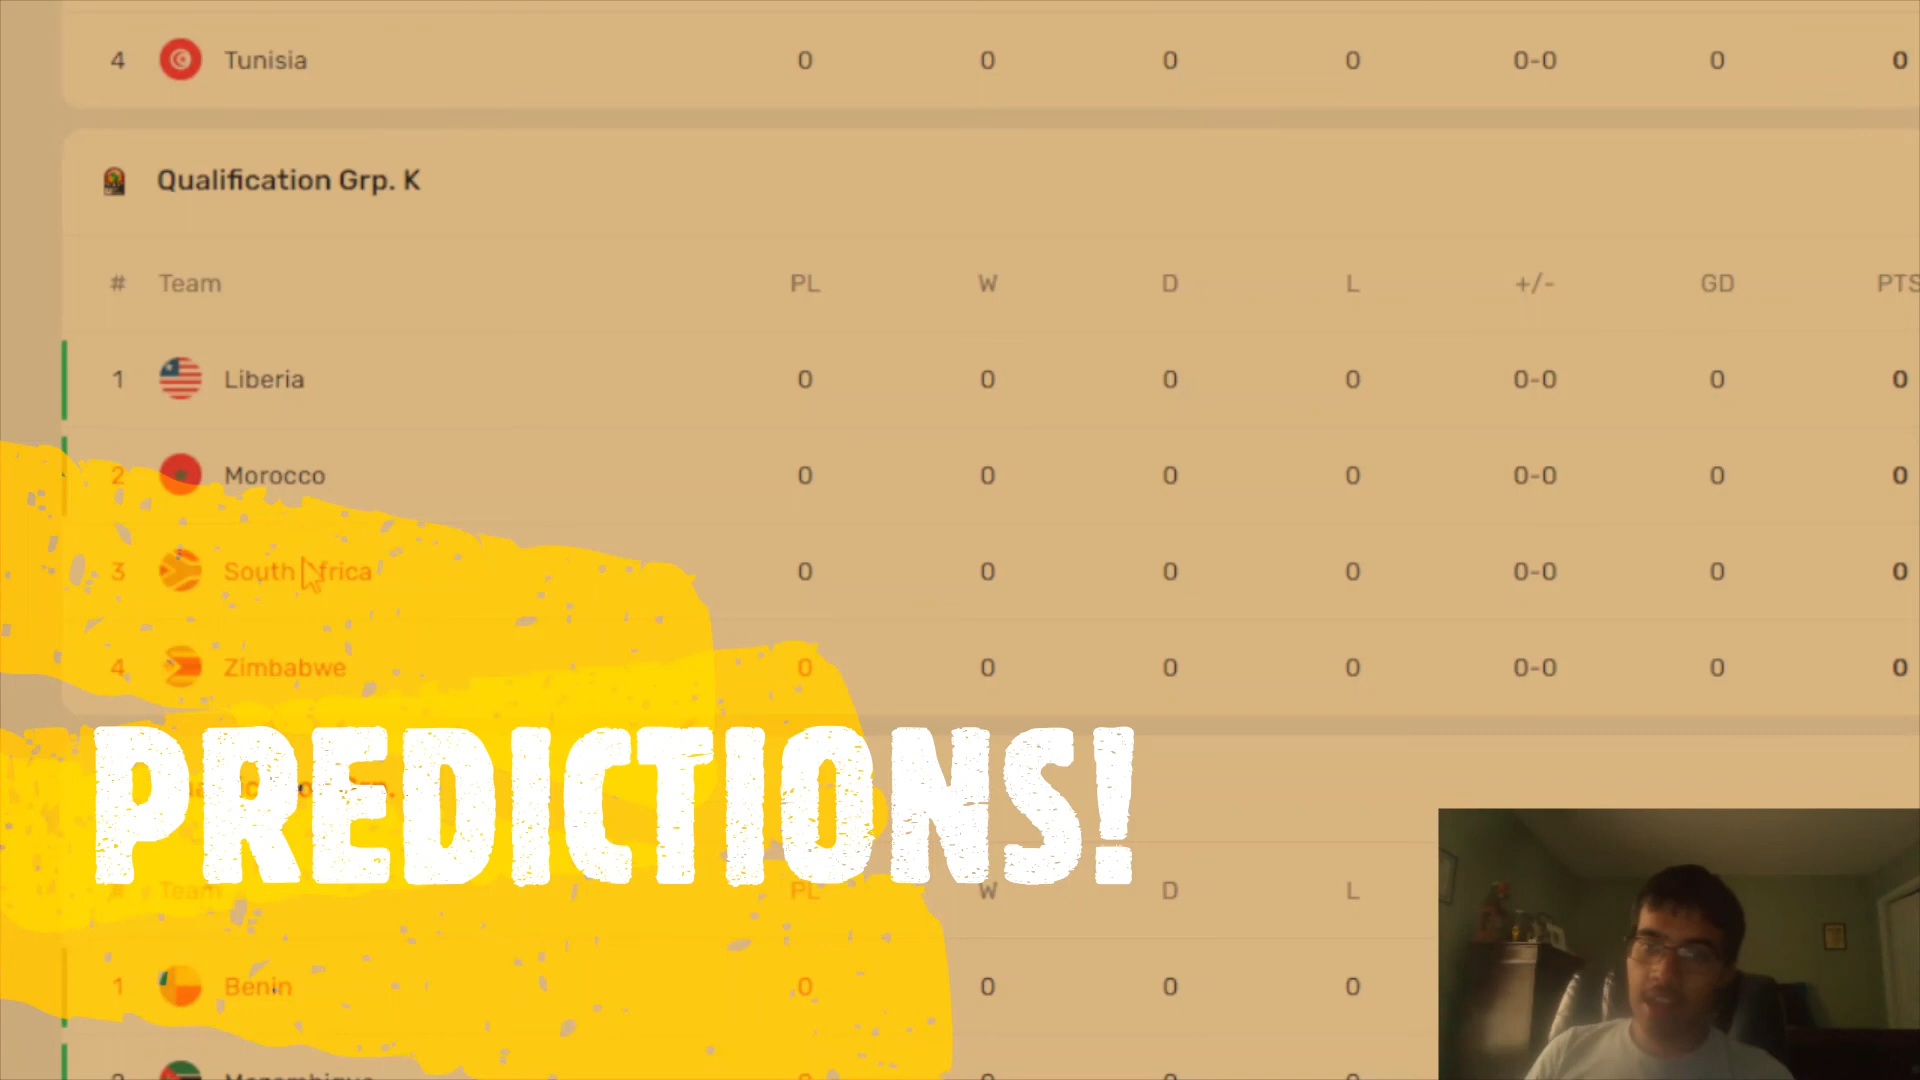 4 Tunisia 0 0 0 0 0-0 0 0
Qualification Grp. K
# Team PL W D L +/- GD PTS
1 Liberia 0 0 0 0 0-0 0 0
2 Morocco 0 0 0 0 0-0 0 0
3 South Africa 0 0 0 0 0-0 0 0
4 Zimbabwe 0 0 0 0 0-0 0 0
PREDICTIONS!
# Team PL W D L
1 Benin 0 0 0 0
Mozambique